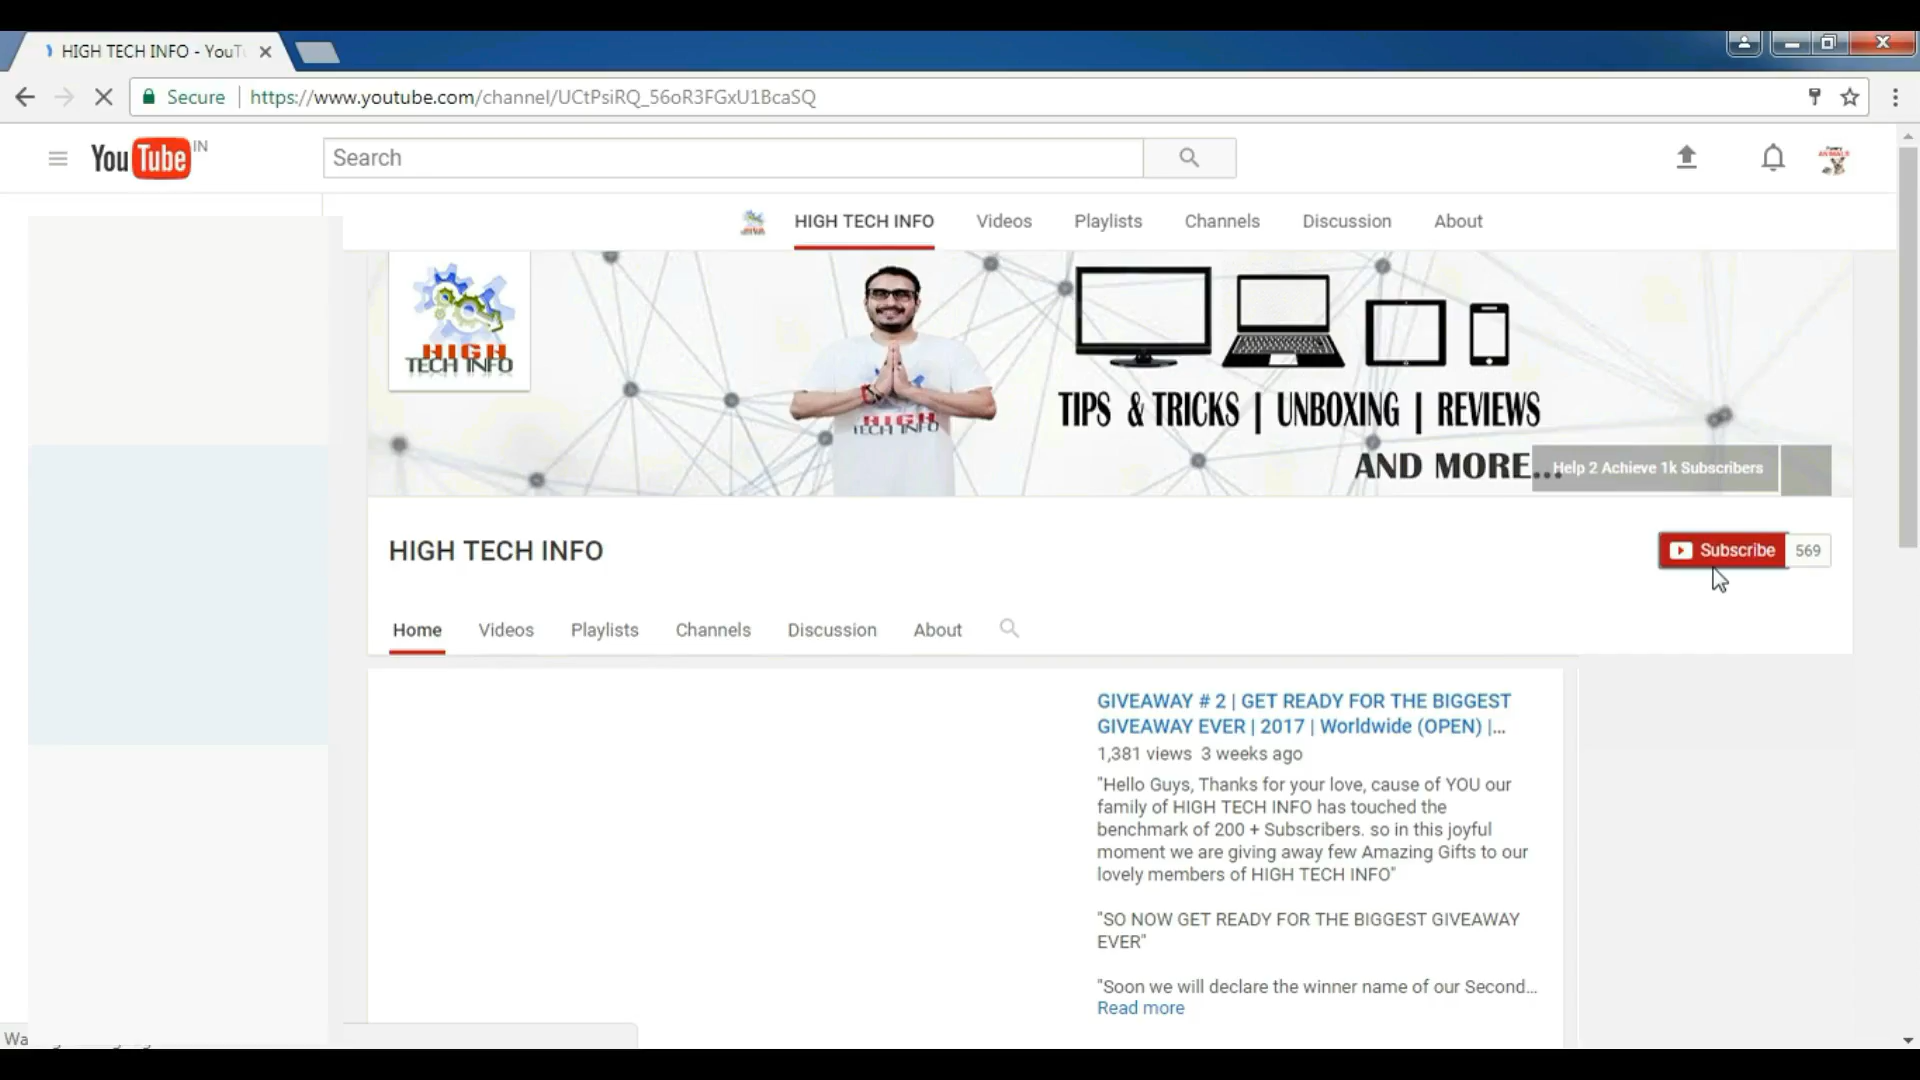 HIGH TECH INFO - YouTu
Secure
https://www.youtube.com/channel/UCtPsiRQ_56oR3FGxU1BcaSQ
YouTube IN
Search
HIGH TECH INFO Videos Playlists Channels Discussion About
HIGH
TECH INFO
HIGH
TECH INFO
TIPS & TRICKS | UNBOXING | REVIEWS
AND MORE...
Help 2 Achieve 1k Subscribers
HIGH TECH INFO
Subscribe 569
Home Videos Playlists Channels Discussion About
GIVEAWAY # 2 | GET READY FOR THE BIGGEST
GIVEAWAY EVER | 2017 | Worldwide (OPEN) |...
1,381 views 3 weeks ago
"Hello Guys, Thanks for your love, cause of YOU our
family of HIGH TECH INFO has touched the
benchmark of 200 + Subscribers. so in this joyful
moment we are giving away few Amazing Gifts to our
lovely members of HIGH TECH INFO"
"SO NOW GET READY FOR THE BIGGEST GIVEAWAY
EVER"
"Soon we will declare the winner name of our Second...
Read more
Wa